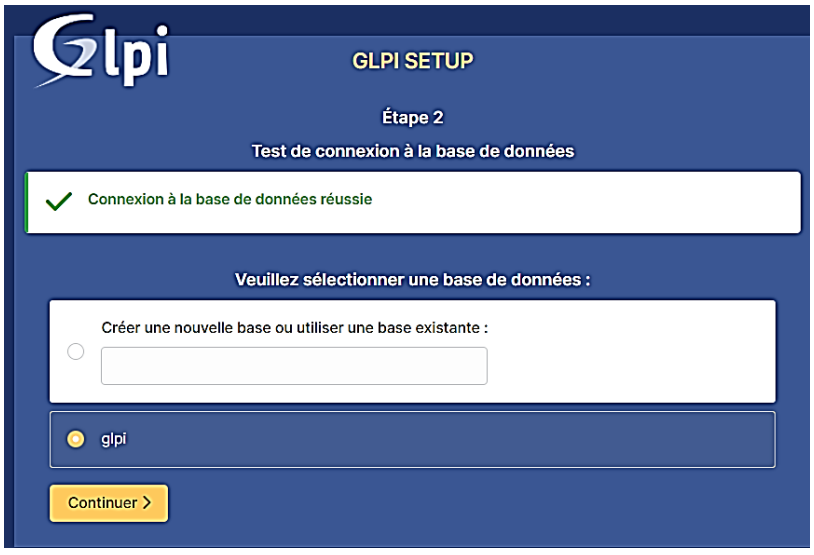 Glpi
GLPI SETUP
Étape 2
Test de connexion à la base de données
Connexion à la base de données réussie
Veuillez sélectionner une base de données :
Créer une nouvelle base ou utiliser une base existante :
glpi
Continuer >